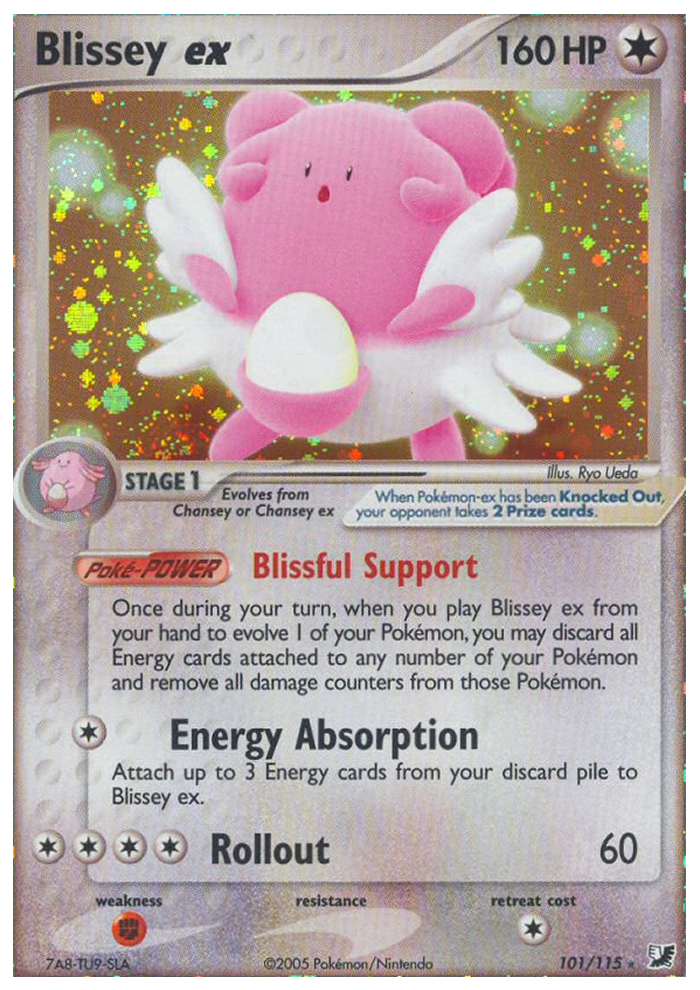 Blissey ex 160 HP
Illus. Ryo Ueda
STAGE 1
Evolves from
Chansey or Chansey ex
When Pokémon-ex has been Knocked Out,
your opponent takes 2 Prize cards.
Poké-POWER Blissful Support
Once during your turn, when you play Blissey ex from
your hand to evolve 1 of your Pokémon, you may discard all
Energy cards attached to any number of your Pokémon
and remove all damage counters from those Pokémon.
Energy Absorption
Attach up to 3 Energy cards from your discard pile to
Blissey ex.
Rollout 60
weakness resistance retreat cost
7A8-TU9-SLA ©2005 Pokémon/Nintendo 101/115